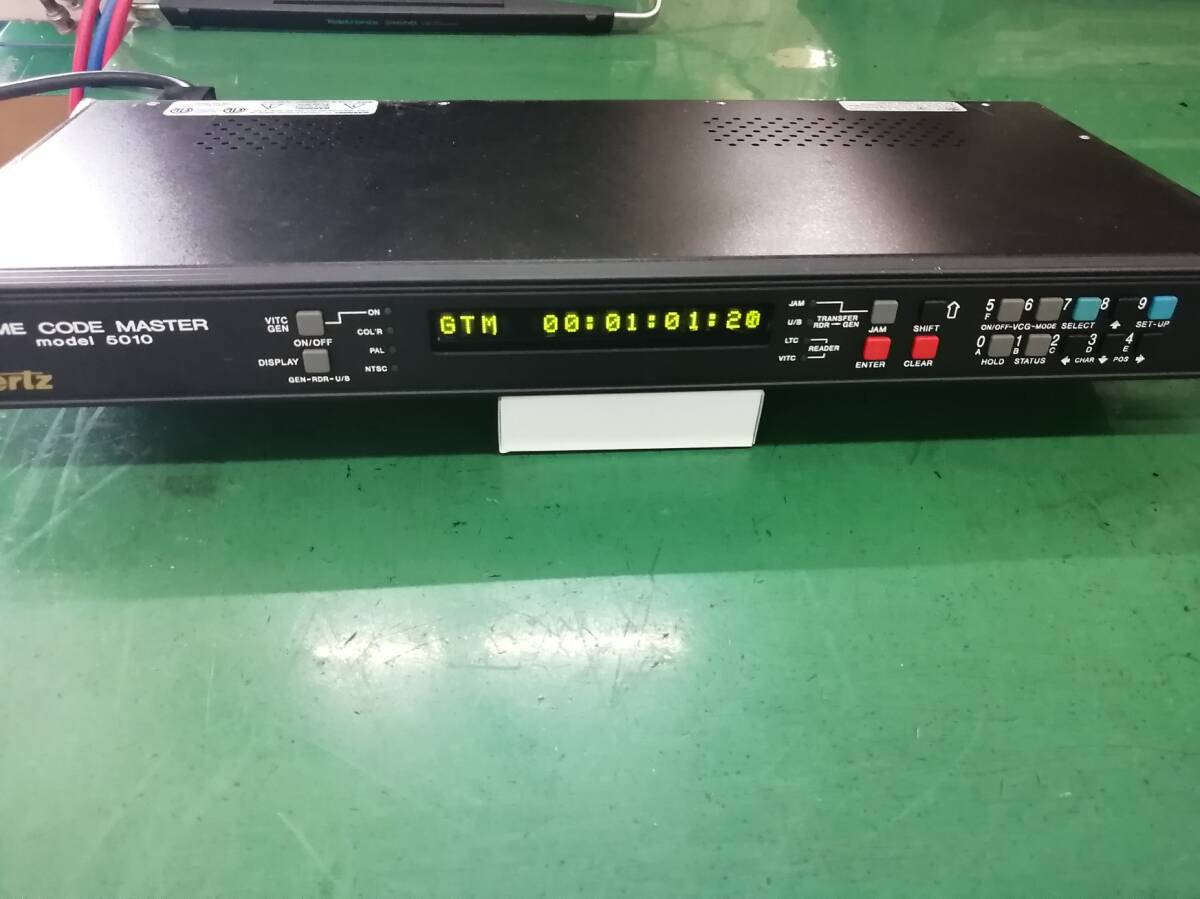 Tektronix
ME CODE MASTER
model 5010
ertz
VITC
GEN
ON/OFF
DISPLAY
GEN-RDR-U/B
ON
COL'R
PAL
NTSC
GTM 00:01:01:20
JAM
U/B
LTC
VITC
TRANSFER
RDR GEN
READER
JAM
SHIFT
ENTER
CLEAR
5 6 7 8 9
F
ON/OFF-VCG-MODE SELECT SET-UP
0 1 2 3 4
A B C D E
HOLD STATUS CHAR POS